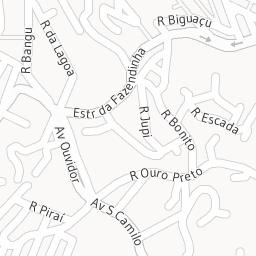 R Biguaçu
R Bangu
R da Lagoa
Estr da Fazendinha
R Jupi
R Bonito
R Escada
Av Ouvidor
R Ouro Preto
R Piraí
Av S.Camilo